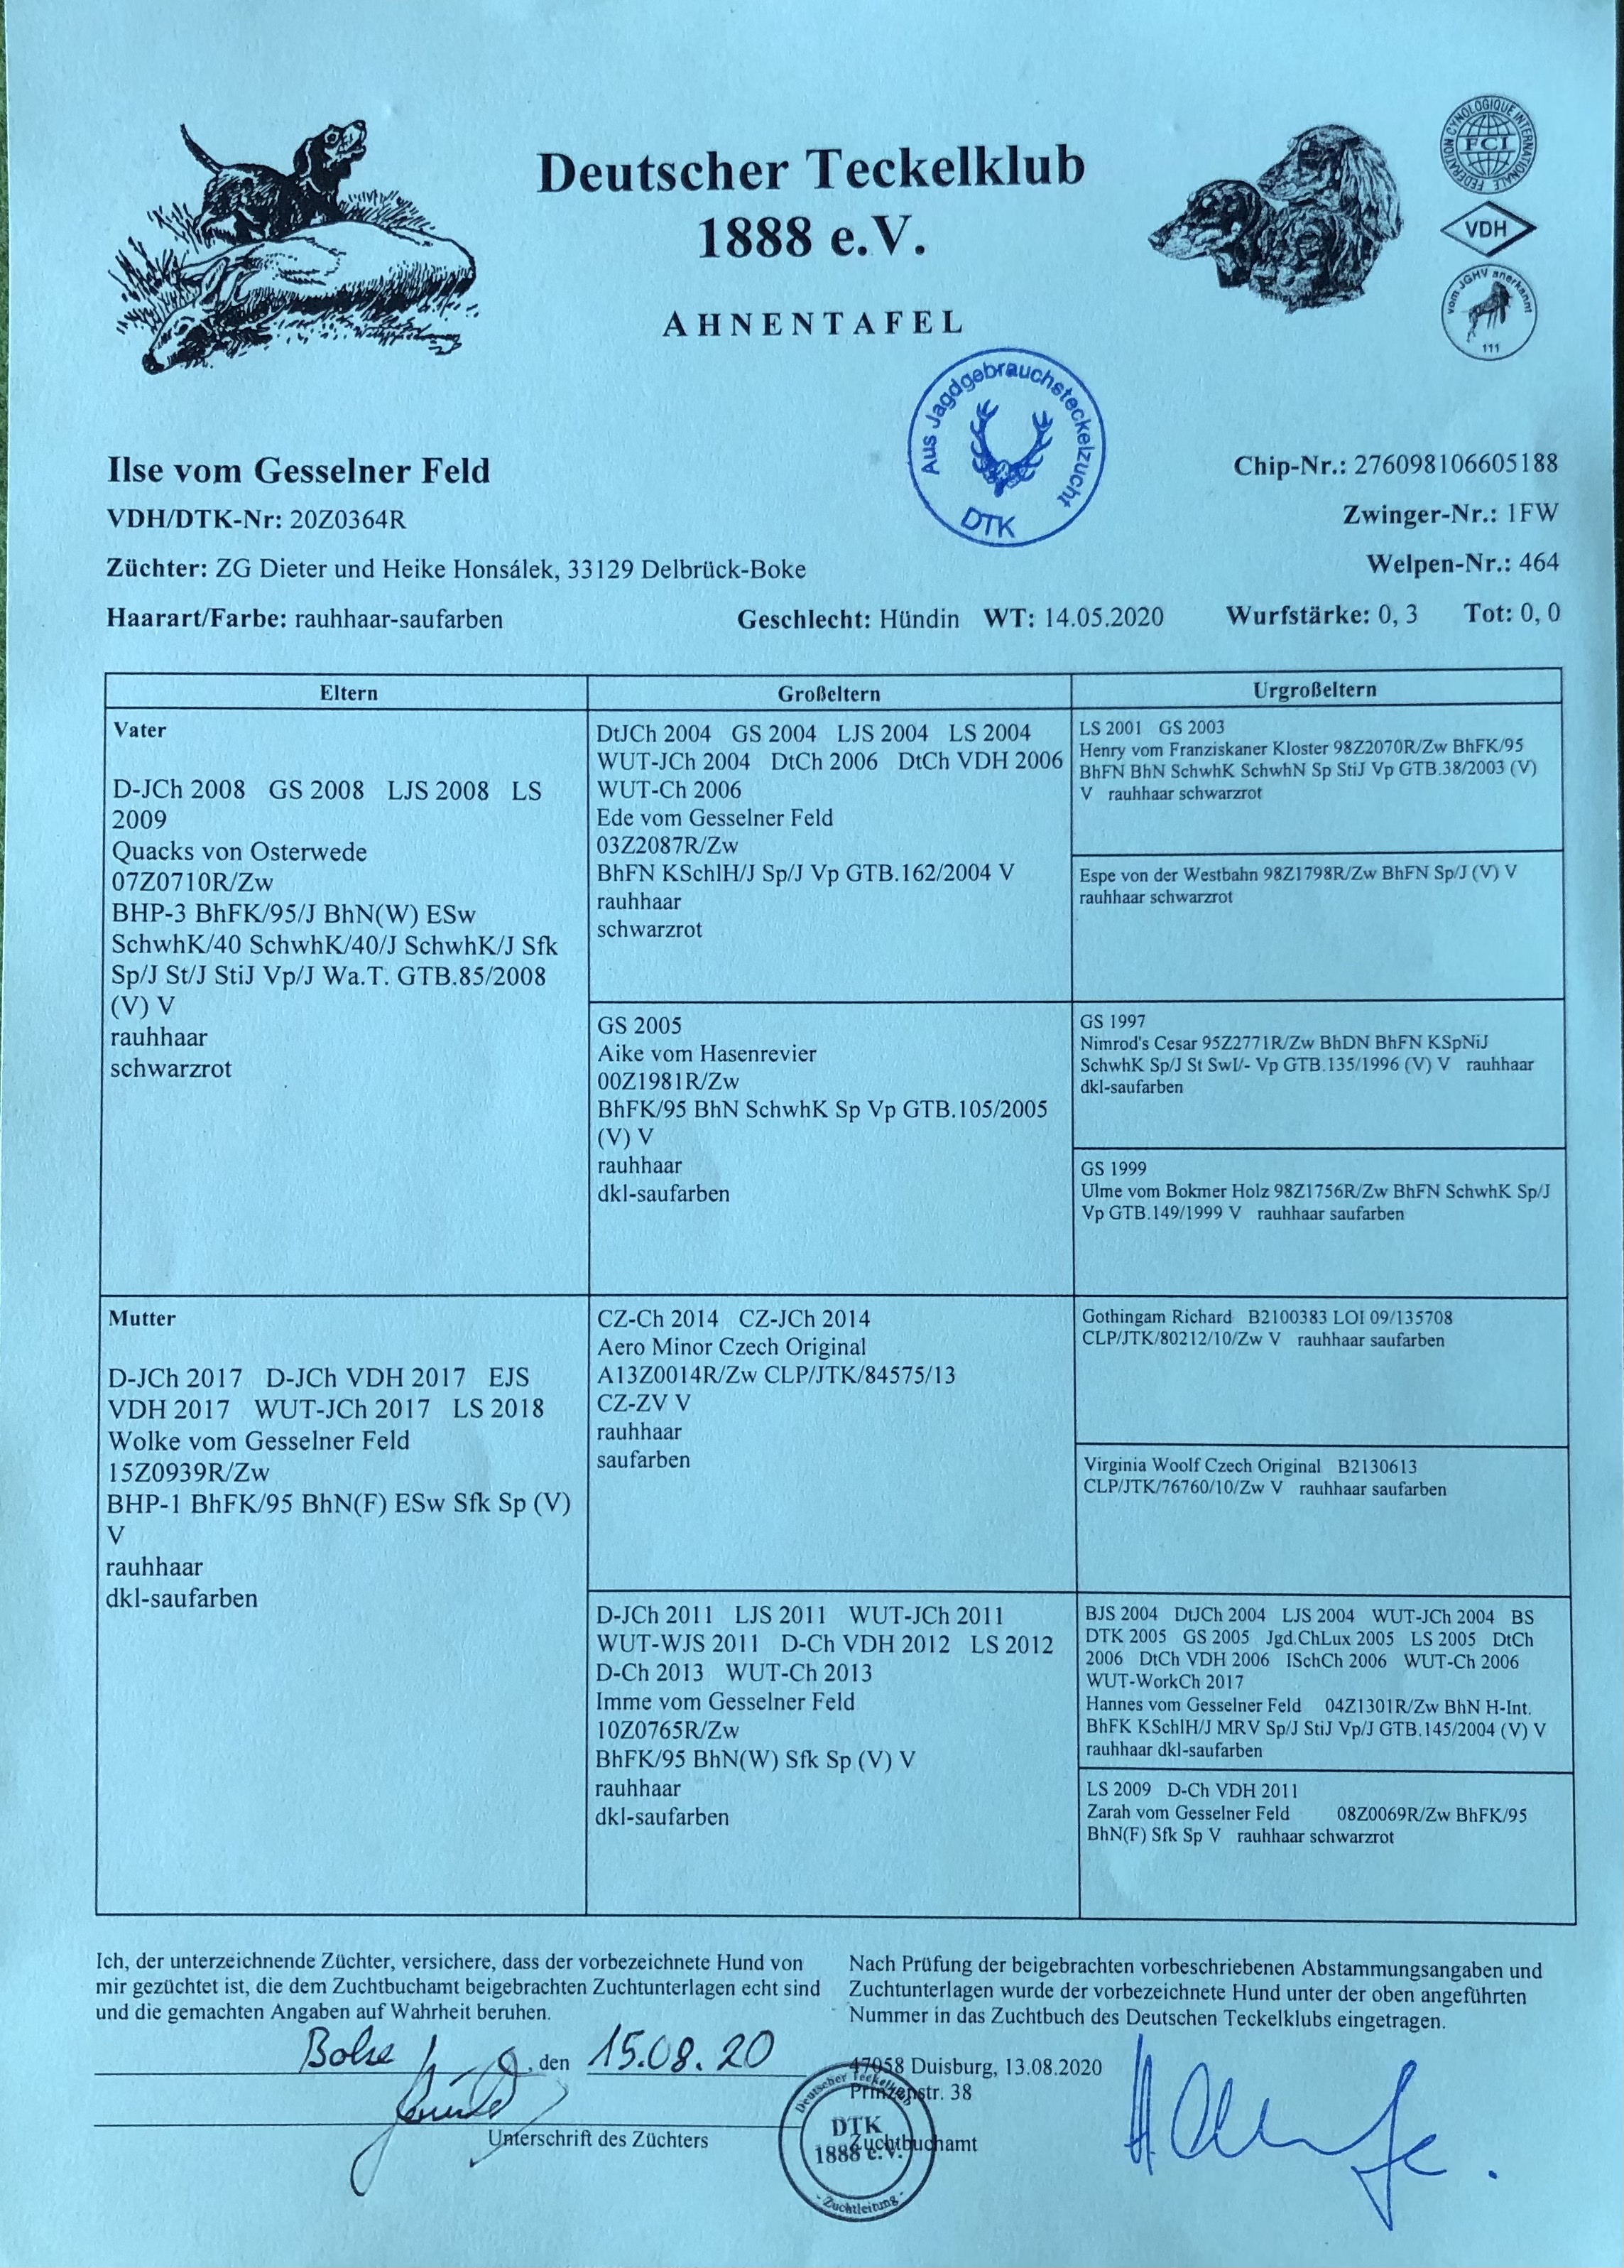 Deutscher Teckelklub
1888 e.V.
AHNENTAFEL
FEDERATION CYNOLOGIQUE INTERNATIONALE
FCI
VDH
vom JGHV anerkannt
111
Aus Jagdgebrauchsteckelzucht
DTK
Ilse vom Gesselner Feld
Chip-Nr.: 276098106605188
VDH/DTK-Nr: 20Z0364R
Zwinger-Nr.: 1FW
Züchter: ZG Dieter und Heike Honsálek, 33129 Delbrück-Boke
Welpen-Nr.: 464
Haarart/Farbe: rauhhaar-saufarben
Geschlecht: Hündin WT: 14.05.2020
Wurfstärke: 0, 3 Tot: 0, 0
Eltern
Großeltern
Urgroßeltern
Vater
D-JCh 2008 GS 2008 LJS 2008 LS
2009
Quacks von Osterwede
07Z0710R/Zw
BHP-3 BhFK/95/J BhN(W) ESw
SchwhK/40 SchwhK/40/J SchwhK/J Sfk
Sp/J St/J StiJ Vp/J Wa.T. GTB.85/2008
(V) V
rauhhaar
schwarzrot
DtJCh 2004 GS 2004 LJS 2004 LS 2004
WUT-JCh 2004 DtCh 2006 DtCh VDH 2006
WUT-Ch 2006
Ede vom Gesselner Feld
03Z2087R/Zw
BhFN KSchlH/J Sp/J Vp GTB.162/2004 V
rauhhaar
schwarzrot
LS 2001 GS 2003
Henry vom Franziskaner Kloster 98Z2070R/Zw BhFK/95
BhFN BhN SchwhK SchwhN Sp StiJ Vp GTB.38/2003 (V)
V rauhhaar schwarzrot
Espe von der Westbahn 98Z1798R/Zw BhFN Sp/J (V) V
rauhhaar schwarzrot
GS 2005
Aike vom Hasenrevier
00Z1981R/Zw
BhFK/95 BhN SchwhK Sp Vp GTB.105/2005
(V) V
rauhhaar
dkl-saufarben
GS 1997
Nimrod's Cesar 95Z2771R/Zw BhDN BhFN KSpNiJ
SchwhK Sp/J St SwI/- Vp GTB.135/1996 (V) V rauhhaar
dkl-saufarben
GS 1999
Ulme vom Bokmer Holz 98Z1756R/Zw BhFN SchwhK Sp/J
Vp GTB.149/1999 V rauhhaar saufarben
Mutter
D-JCh 2017 D-JCh VDH 2017 EJS
VDH 2017 WUT-JCh 2017 LS 2018
Wolke vom Gesselner Feld
15Z0939R/Zw
BHP-1 BhFK/95 BhN(F) ESw Sfk Sp (V)
V
rauhhaar
dkl-saufarben
CZ-Ch 2014 CZ-JCh 2014
Aero Minor Czech Original
A13Z0014R/Zw CLP/JTK/84575/13
CZ-ZV V
rauhhaar
saufarben
Gothingam Richard B2100383 LOI 09/135708
CLP/JTK/80212/10/Zw V rauhhaar saufarben
Virginia Woolf Czech Original B2130613
CLP/JTK/76760/10/Zw V rauhhaar saufarben
D-JCh 2011 LJS 2011 WUT-JCh 2011
WUT-WJS 2011 D-Ch VDH 2012 LS 2012
D-Ch 2013 WUT-Ch 2013
Imme vom Gesselner Feld
10Z0765R/Zw
BhFK/95 BhN(W) Sfk Sp (V) V
rauhhaar
dkl-saufarben
BJS 2004 DtJCh 2004 LJS 2004 WUT-JCh 2004 BS
DTK 2005 GS 2005 Jgd.ChLux 2005 LS 2005 DtCh
2006 DtCh VDH 2006 ISchCh 2006 WUT-Ch 2006
WUT-WorkCh 2017
Hannes vom Gesselner Feld 04Z1301R/Zw BhN H-Int.
BhFK KSchlH/J MRV Sp/J StiJ Vp/J GTB.145/2004 (V) V
rauhhaar dkl-saufarben
LS 2009 D-Ch VDH 2011
Zarah vom Gesselner Feld 08Z0069R/Zw BhFK/95
BhN(F) Sfk Sp V rauhhaar schwarzrot
Ich, der unterzeichnende Züchter, versichere, dass der vorbezeichnete Hund von
mir gezüchtet ist, die dem Zuchtbuchamt beigebrachten Zuchtunterlagen echt sind
und die gemachten Angaben auf Wahrheit beruhen.
Boke, den 15.08.20
Unterschrift des Züchters
Nach Prüfung der beigebrachten vorbeschriebenen Abstammungsangaben und
Zuchtunterlagen wurde der vorbezeichnete Hund unter der oben angeführten
Nummer in das Zuchtbuch des Deutschen Teckelklubs eingetragen.
47058 Duisburg, 13.08.2020
Prinzenstr. 38
Zuchtbuchamt
Deutscher Teckelklub
DTK
1888 e.V.
- Zuchtleitung -